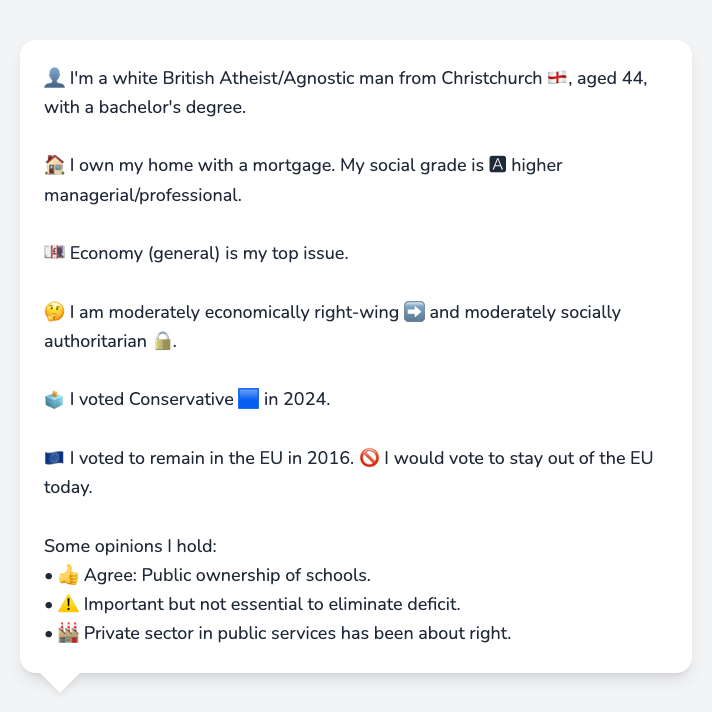 👤 I'm a white British Atheist/Agnostic man from Christchurch 🏴󠁧󠁢󠁥󠁮󠁧󠁿, aged 44,
with a bachelor's degree.
🏠 I own my home with a mortgage. My social grade is 🅰 higher
managerial/professional.
💷 Economy (general) is my top issue.
🤔 I am moderately economically right-wing ➡️ and moderately socially
authoritarian 🔒.
🗳️ I voted Conservative 🟦 in 2024.
🇪🇺 I voted to remain in the EU in 2016. 🚫 I would vote to stay out of the EU
today.
Some opinions I hold:
• 👍 Agree: Public ownership of schools.
• ⚠️ Important but not essential to eliminate deficit.
• 🏭 Private sector in public services has been about right.